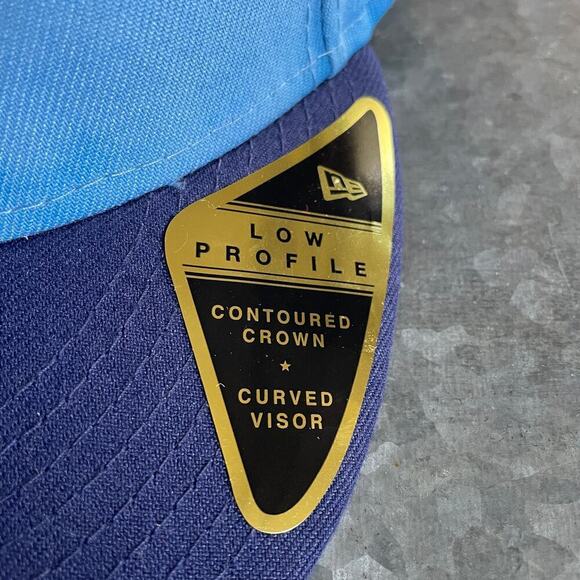 LOW
PROFILE
CONTOURED
CROWN
CURVED
VISOR